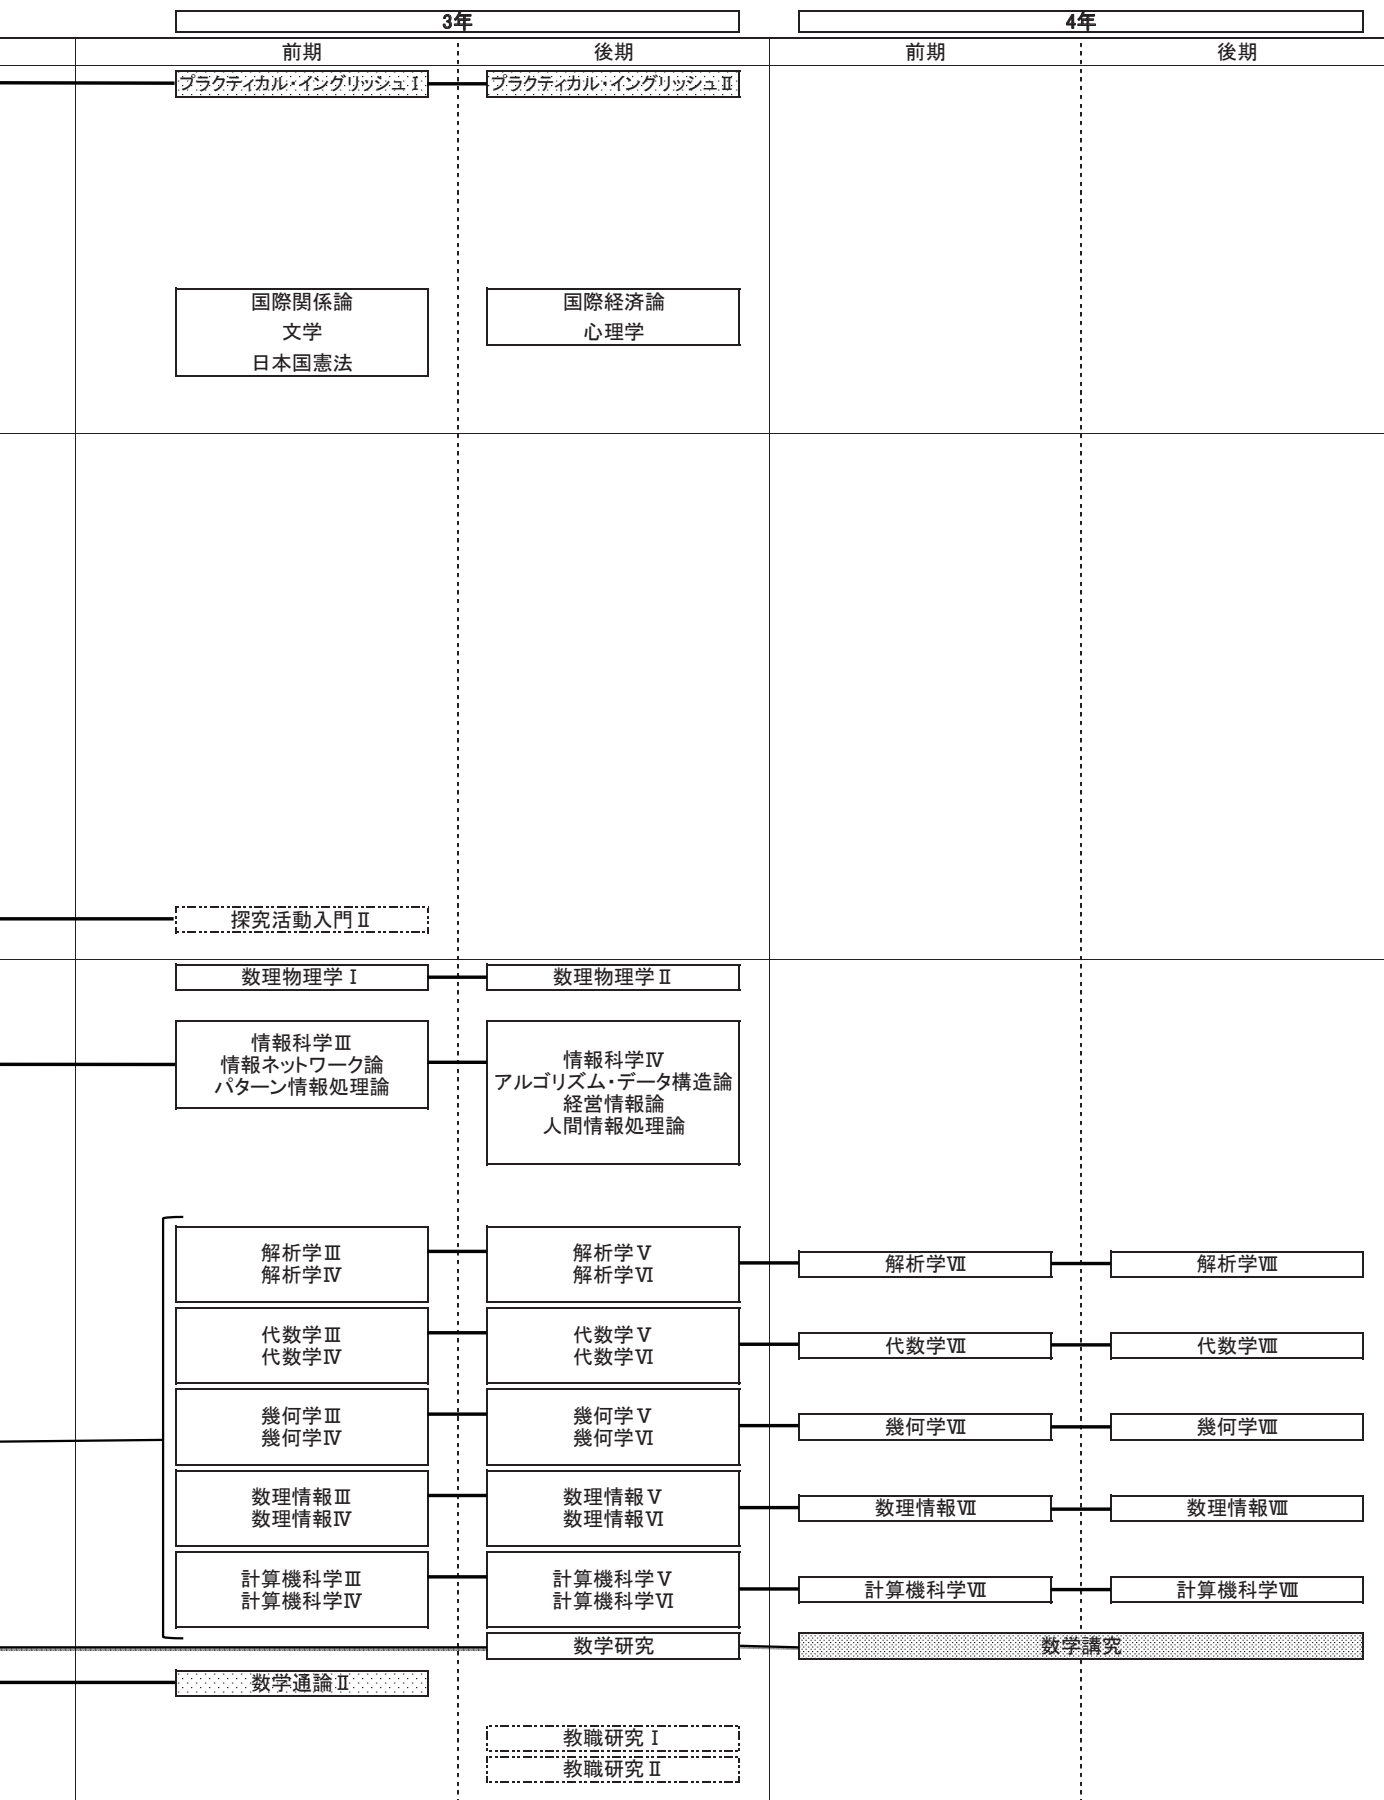 3年
4年
前期
後期
前期
後期
プラクティカル・イングリッシュⅠ
プラクティカル・イングリッシュⅡ
国際関係論
文学
日本国憲法
国際経済論
心理学
探究活動入門Ⅱ
数理物理学Ⅰ
数理物理学Ⅱ
情報科学Ⅲ
情報ネットワーク論
パターン情報処理論
情報科学Ⅳ
アルゴリズム・データ構造論
経営情報論
人間情報処理論
解析学Ⅲ
解析学Ⅳ
解析学Ⅴ
解析学Ⅵ
解析学Ⅶ
解析学Ⅷ
代数学Ⅲ
代数学Ⅳ
代数学Ⅴ
代数学Ⅵ
代数学Ⅶ
代数学Ⅷ
幾何学Ⅲ
幾何学Ⅳ
幾何学Ⅴ
幾何学Ⅵ
幾何学Ⅶ
幾何学Ⅷ
数理情報Ⅲ
数理情報Ⅳ
数理情報Ⅴ
数理情報Ⅵ
数理情報Ⅶ
数理情報Ⅷ
計算機科学Ⅲ
計算機科学Ⅳ
計算機科学Ⅴ
計算機科学Ⅵ
計算機科学Ⅶ
計算機科学Ⅷ
数学研究
数学講究
数学通論Ⅱ
教職研究Ⅰ
教職研究Ⅱ